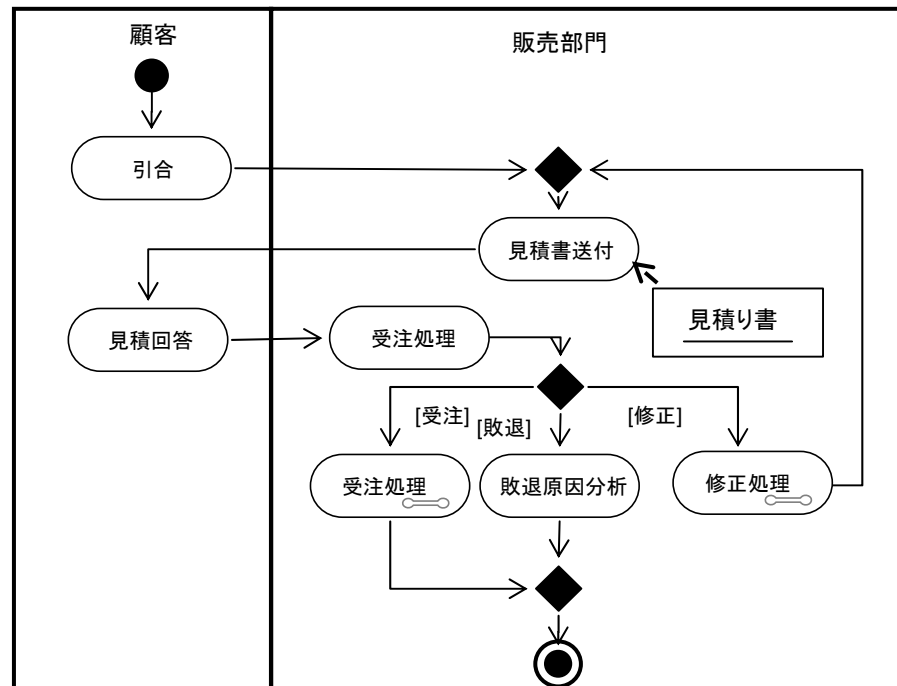 顧客
販売部門
引合
見積書送付
見積り書
見積回答
受注処理
[受注]
[敗退]
[修正]
受注処理
敗退原因分析
修正処理